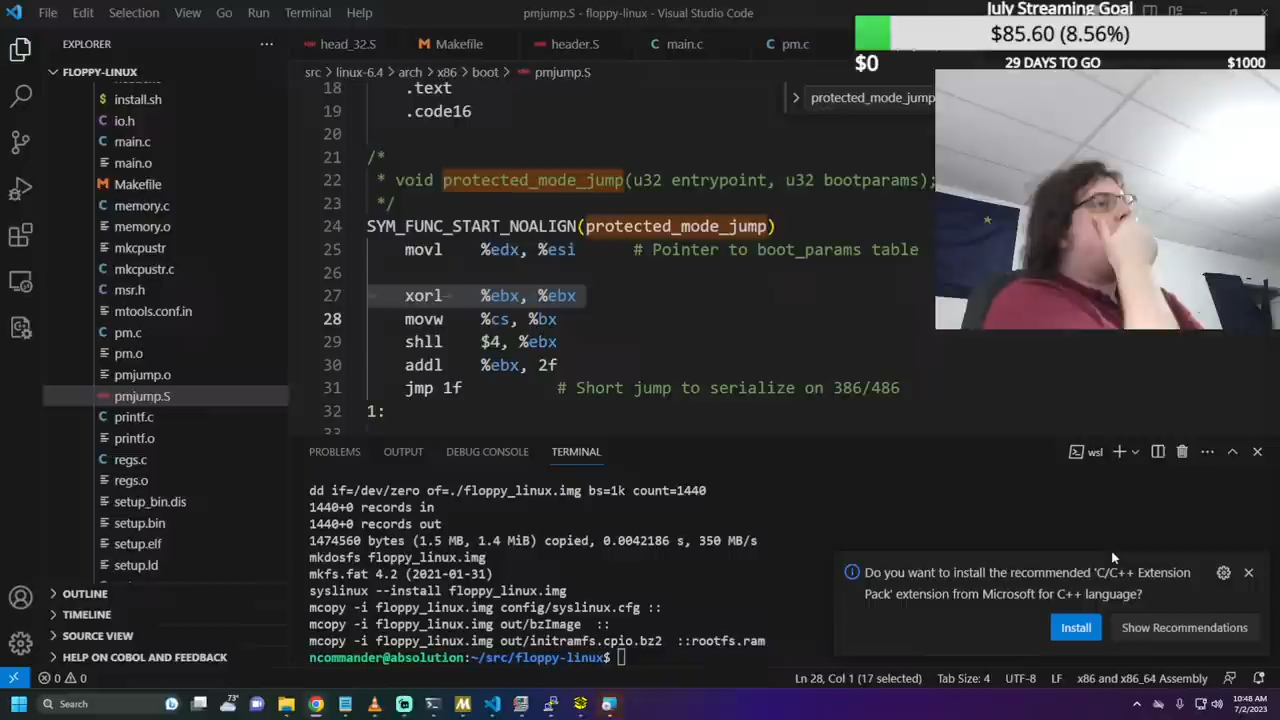 File Edit Selection View Go Run Terminal Help
pmjump.S - floppy-linux - Visual Studio Code
July Streaming Goal
$85.60 (8.56%)
$0 29 DAYS TO GO $1000
EXPLORER
FLOPPY-LINUX
install.sh
io.h
main.c
main.o
Makefile
memory.c
memory.o
mkcpustr
mkcpustr.c
msr.h
mtools.conf.in
pm.c
pm.o
pmjump.o
pmjump.S
printf.c
printf.o
regs.c
regs.o
setup_bin.dis
setup.bin
setup.elf
setup.ld
OUTLINE
TIMELINE
SOURCE VIEW
HELP ON COBOL AND FEEDBACK
head_32.S Makefile header.S main.c pm.c
src > linux-6.4 > arch > x86 > boot > pmjump.S
protected_mode_jump
18 .text
19 .code16
20
21 /*
22 * void protected_mode_jump(u32 entrypoint, u32 bootparams);
23 */
24 SYM_FUNC_START_NOALIGN(protected_mode_jump)
25 movl %edx, %esi # Pointer to boot_params table
26
27 xorl %ebx, %ebx
28 movw %cs, %bx
29 shll $4, %ebx
30 addl %ebx, 2f
31 jmp 1f # Short jump to serialize on 386/486
32 1:
33
PROBLEMS OUTPUT DEBUG CONSOLE TERMINAL
wsl
dd if=/dev/zero of=./floppy_linux.img bs=1k count=1440
1440+0 records in
1440+0 records out
1474560 bytes (1.5 MB, 1.4 MiB) copied, 0.0042186 s, 350 MB/s
mkdosfs floppy_linux.img
mkfs.fat 4.2 (2021-01-31)
syslinux --install floppy_linux.img
mcopy -i floppy_linux.img config/syslinux.cfg ::
mcopy -i floppy_linux.img out/bzImage ::
mcopy -i floppy_linux.img out/initramfs.cpio.bz2 ::rootfs.ram
ncommander@absolution:~/src/floppy-linux$
Do you want to install the recommended 'C/C++ Extension
Pack' extension from Microsoft for C++ language?
Install Show Recommendations
0 0
Ln 28, Col 1 (17 selected) Tab Size: 4 UTF-8 LF x86 and x86_64 Assembly
Search
73°
10:48 AM
7/2/2023